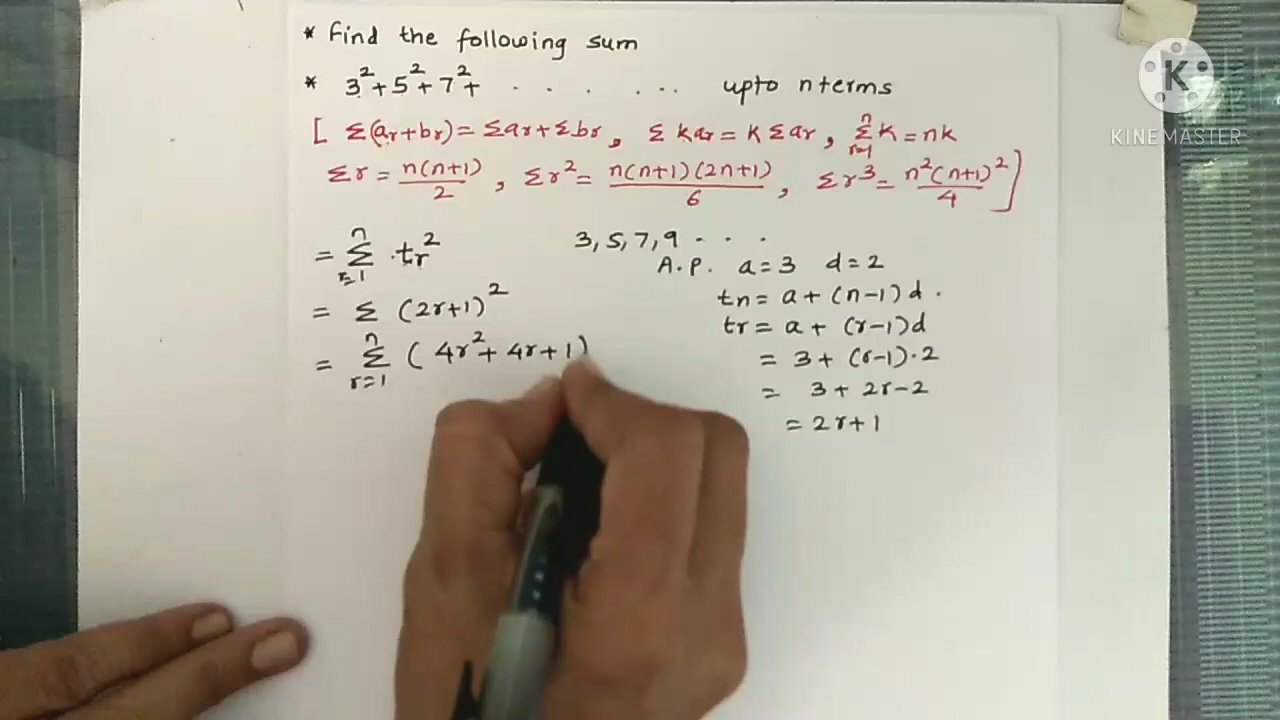 * Find the following sum
* 3² + 5² + 7² + . . . . . . . upto n terms
[ Σ(ar + br) = Σar + Σbr, Σ kar = k Σar, Σ(r=1 to n) k = nk
Σr = n(n+1)/2, Σr² = n(n+1)(2n+1)/6, Σr³ = n²(n+1)²/4 ]
= Σ(r=1 to n) tr²
= Σ (2r+1)²
= Σ(r=1 to n) (4r² + 4r + 1)
3, 5, 7, 9 . . .
A.P. a = 3 d = 2
tn = a + (n-1) d .
tr = a + (r-1)d
= 3 + (r-1)·2
= 3 + 2r - 2
= 2r + 1
K
KINEMASTER